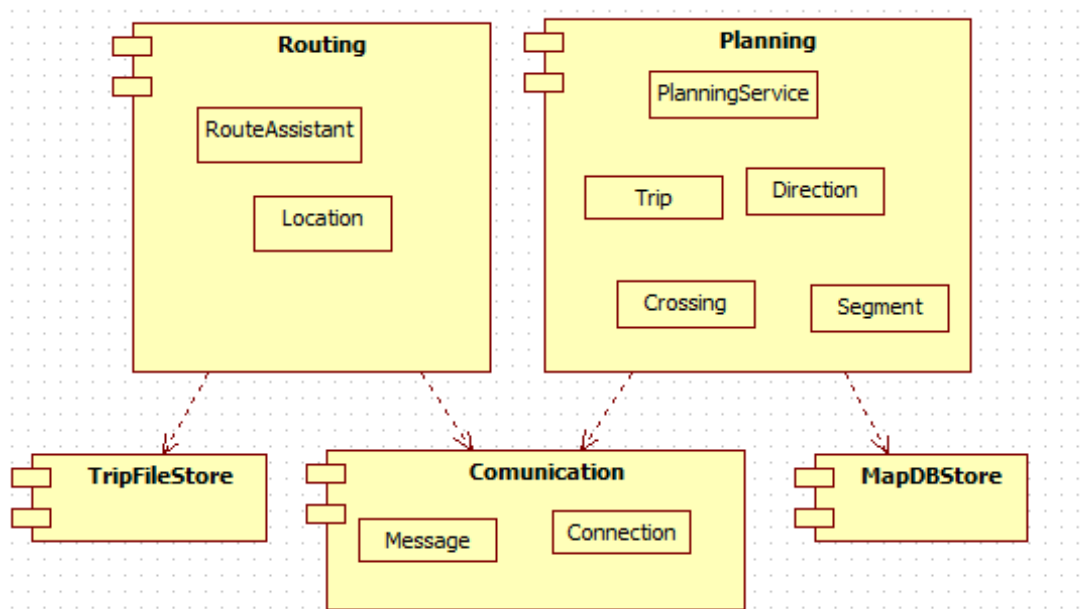 Routing
RouteAssistant
Location
Planning
PlanningService
Trip
Direction
Crossing
Segment
TripFileStore
Comunication
Message
Connection
MapDBStore